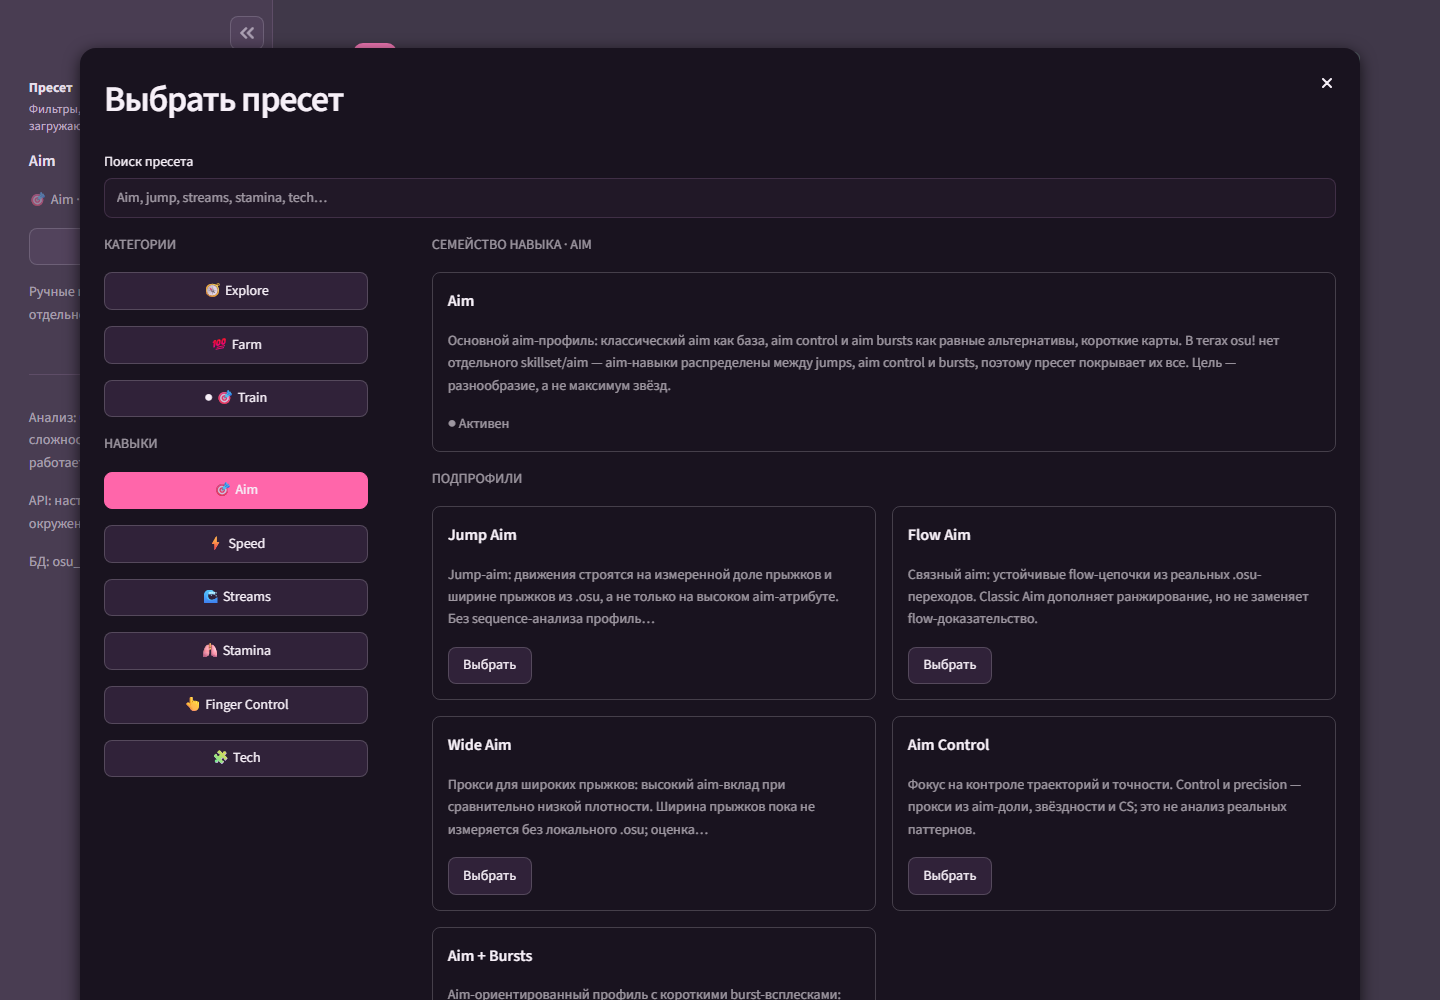 Пресет
Фильтры,
загружаю
Aim
Aim ·
Ручные
отдельн
Анализ:
сложнос
работает
API: наст
окружен
БД: osu_
Выбрать пресет
Поиск пресета
Aim, jump, streams, stamina, tech…
КАТЕГОРИИ
Explore
Farm
Train
НАВЫКИ
Aim
Speed
Streams
Stamina
Finger Control
Tech
СЕМЕЙСТВО НАВЫКА · AIM
Aim
Основной aim-профиль: классический aim как база, aim control и aim bursts как равные альтернативы, короткие карты. В тегах osu! нет
отдельного skillset/aim — aim-навыки распределены между jumps, aim control и bursts, поэтому пресет покрывает их все. Цель —
разнообразие, а не максимум звёзд.
● Активен
ПОДПРОФИЛИ
Jump Aim
Jump-aim: движения строятся на измеренной доле прыжков и
ширине прыжков из .osu, а не только на высоком aim-атрибуте.
Без sequence-анализа профиль…
Выбрать
Flow Aim
Связный aim: устойчивые flow-цепочки из реальных .osu-
переходов. Classic Aim дополняет ранжирование, но не заменяет
flow-доказательство.
Выбрать
Wide Aim
Прокси для широких прыжков: высокий aim-вклад при
сравнительно низкой плотности. Ширина прыжков пока не
измеряется без локального .osu; оценка…
Выбрать
Aim Control
Фокус на контроле траекторий и точности. Control и precision —
прокси из aim-доли, звёздности и CS; это не анализ реальных
паттернов.
Выбрать
Aim + Bursts
Aim-ориентированный профиль с короткими burst-всплесками: